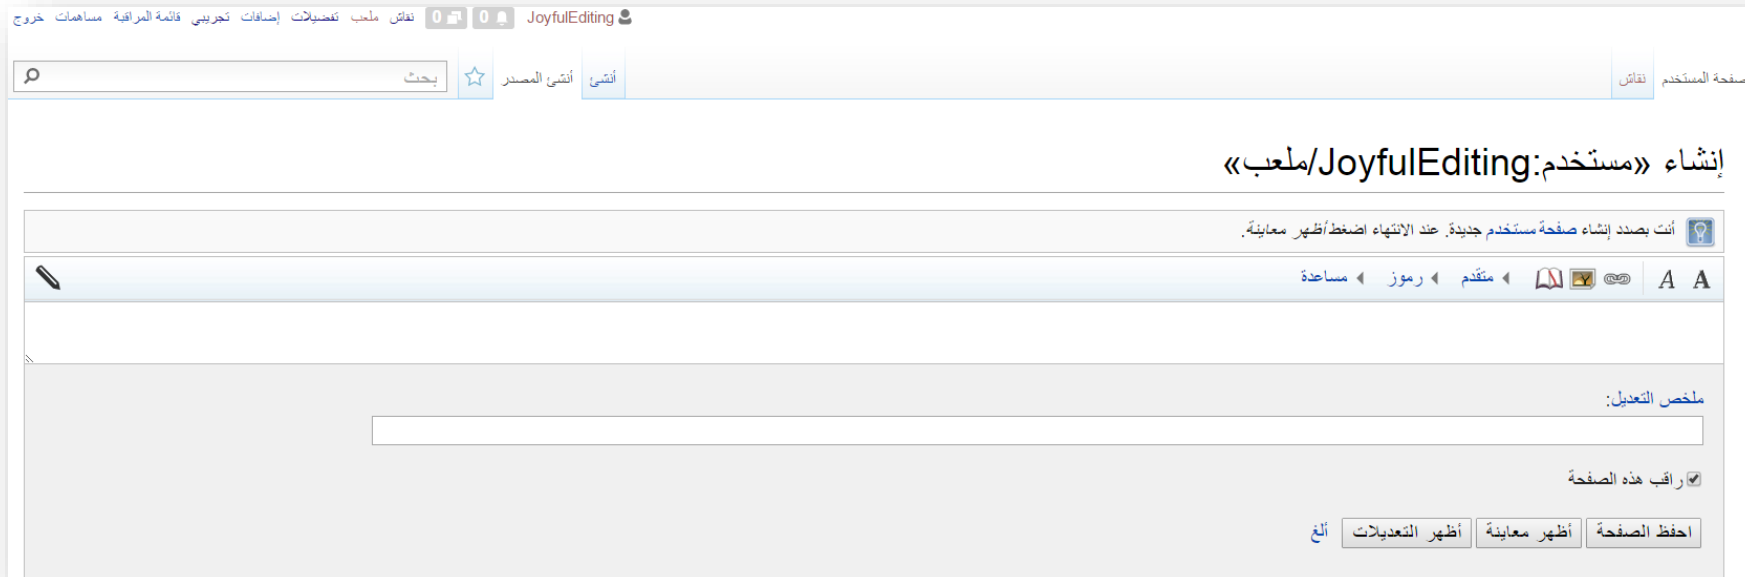 JoyfulEditing 0 0 نقاش ملعب تفضيلات إضافات تجريبي قائمة المراقبة مساهمات خروج
صفحة المستخدم نقاش أنشئ أنشئ المصدر بحث
إنشاء «مستخدم:JoyfulEditing/ملعب»
أنت بصدد إنشاء صفحة مستخدم جديدة. عند الانتهاء اضغط أظهر معاينة.
A A متقدم رموز مساعدة
ملخص التعديل:
راقب هذه الصفحة
احفظ الصفحة أظهر معاينة أظهر التعديلات ألغ